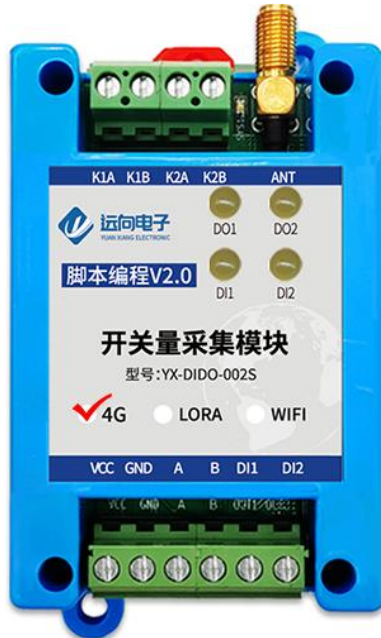 K1A K1B K2A K2B ANT
远向电子
YUAN XIANG ELECTRONIC
DO1 DO2
脚本编程V2.0
DI1 DI2
开关量采集模块
型号:YX-DIDO-002S
4G LORA WIFI
VCC GND A B DI1 DI2
VCC GND A B